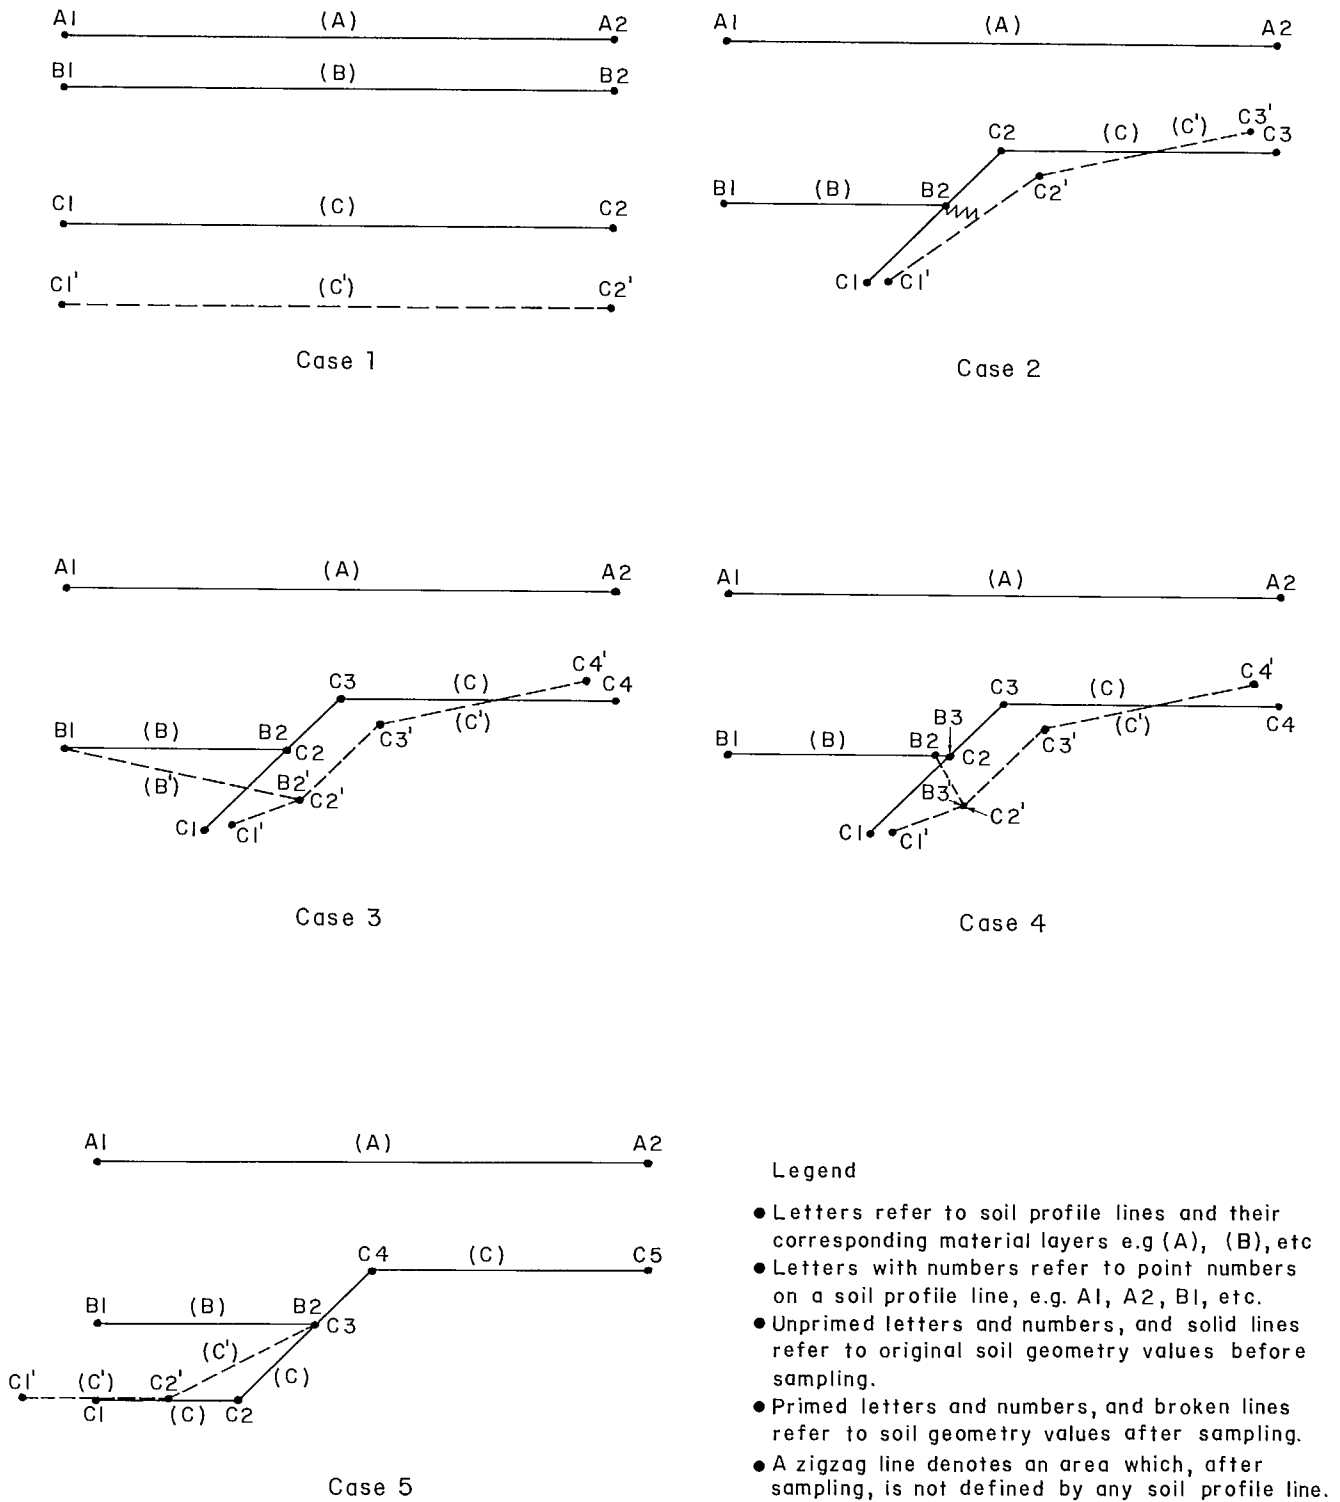 A1 (A) A2
B1 (B) B2
C1 (C) C2
C1' (C') C2'
Case 1
A1 (A) A2
C2 (C) (C') C3' C3
B1 (B) B2 C2'
C1 C1'
Case 2
A1 (A) A2
C3 (C) C4' C4
B1 (B) B2 C2 C3' (C')
(B') B2' C2'
C1 C1'
Case 3
A1 (A) A2
C3 (C) C4'
B1 (B) B2 B3 C2 C3' (C') C4
B3' C2'
C1 C1'
Case 4
A1 (A) A2
C4 (C) C5
B1 (B) B2 C3
(C') (C)
C1' (C') C2'
C1 (C) C2
Case 5
Legend
● Letters refer to soil profile lines and their
corresponding material layers e.g (A), (B), etc
● Letters with numbers refer to point numbers
on a soil profile line, e.g. A1, A2, B1, etc.
● Unprimed letters and numbers, and solid lines
refer to original soil geometry values before
sampling.
● Primed letters and numbers, and broken lines
refer to soil geometry values after sampling.
● A zigzag line denotes an area which, after
sampling, is not defined by any soil profile line.